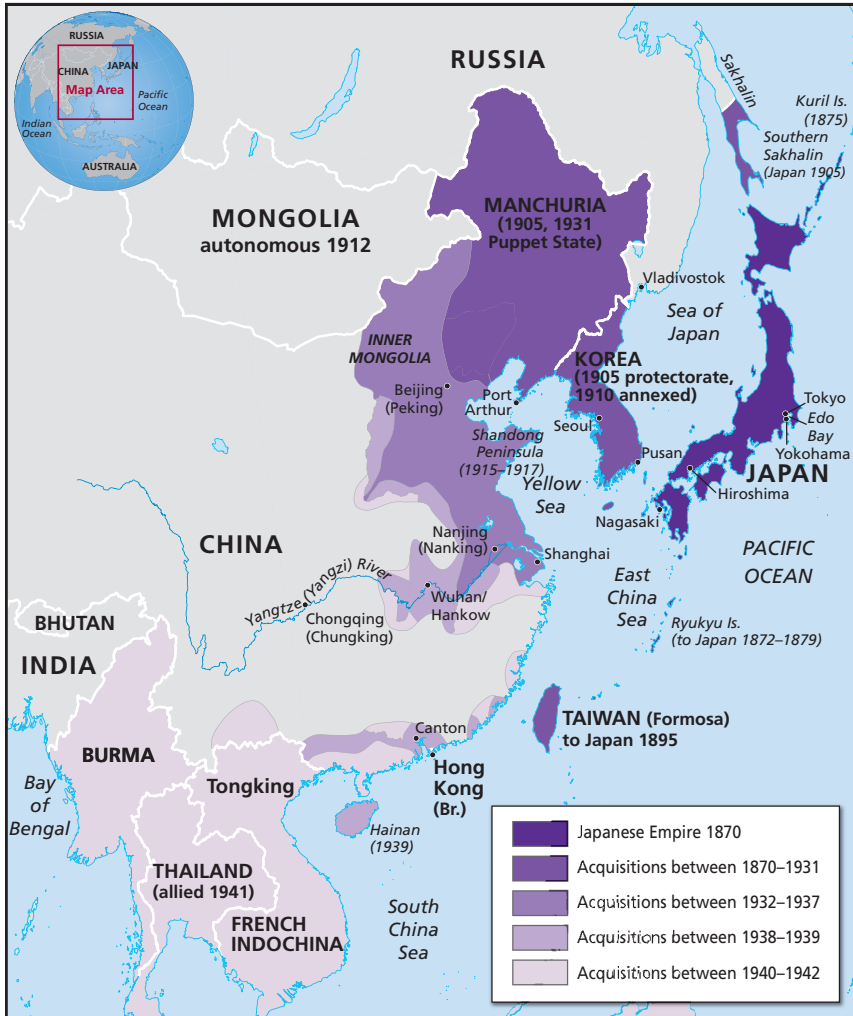 RUSSIA
CHINA
JAPAN
Map Area
Pacific
Ocean
Indian
Ocean
AUSTRALIA
RUSSIA
Sakhalin
Kuril Is.
(1875)
Southern
Sakhalin
(Japan 1905)
MONGOLIA
autonomous 1912
MANCHURIA
(1905, 1931
Puppet State)
Vladivostok
Sea of
Japan
INNER
MONGOLIA
KOREA
(1905 protectorate,
1910 annexed)
Beijing
(Peking)
Port
Arthur
Seoul
Tokyo
Edo
Bay
Yokohama
Shandong
Peninsula
(1915–1917)
Pusan
JAPAN
Hiroshima
Yellow
Sea
Nagasaki
CHINA
Nanjing
(Nanking)
Shanghai
PACIFIC
OCEAN
Yangtze (Yangzi) River
Wuhan/
Hankow
East
China
Sea
Chongqing
(Chungking)
Ryukyu Is.
(to Japan 1872–1879)
BHUTAN
INDIA
TAIWAN (Formosa)
to Japan 1895
Canton
BURMA
Tongking
Hong
Kong
(Br.)
Bay
of
Bengal
Hainan
(1939)
THAILAND
(allied 1941)
FRENCH
INDOCHINA
South
China
Sea
Japanese Empire 1870
Acquisitions between 1870–1931
Acquisitions between 1932–1937
Acquisitions between 1938–1939
Acquisitions between 1940–1942